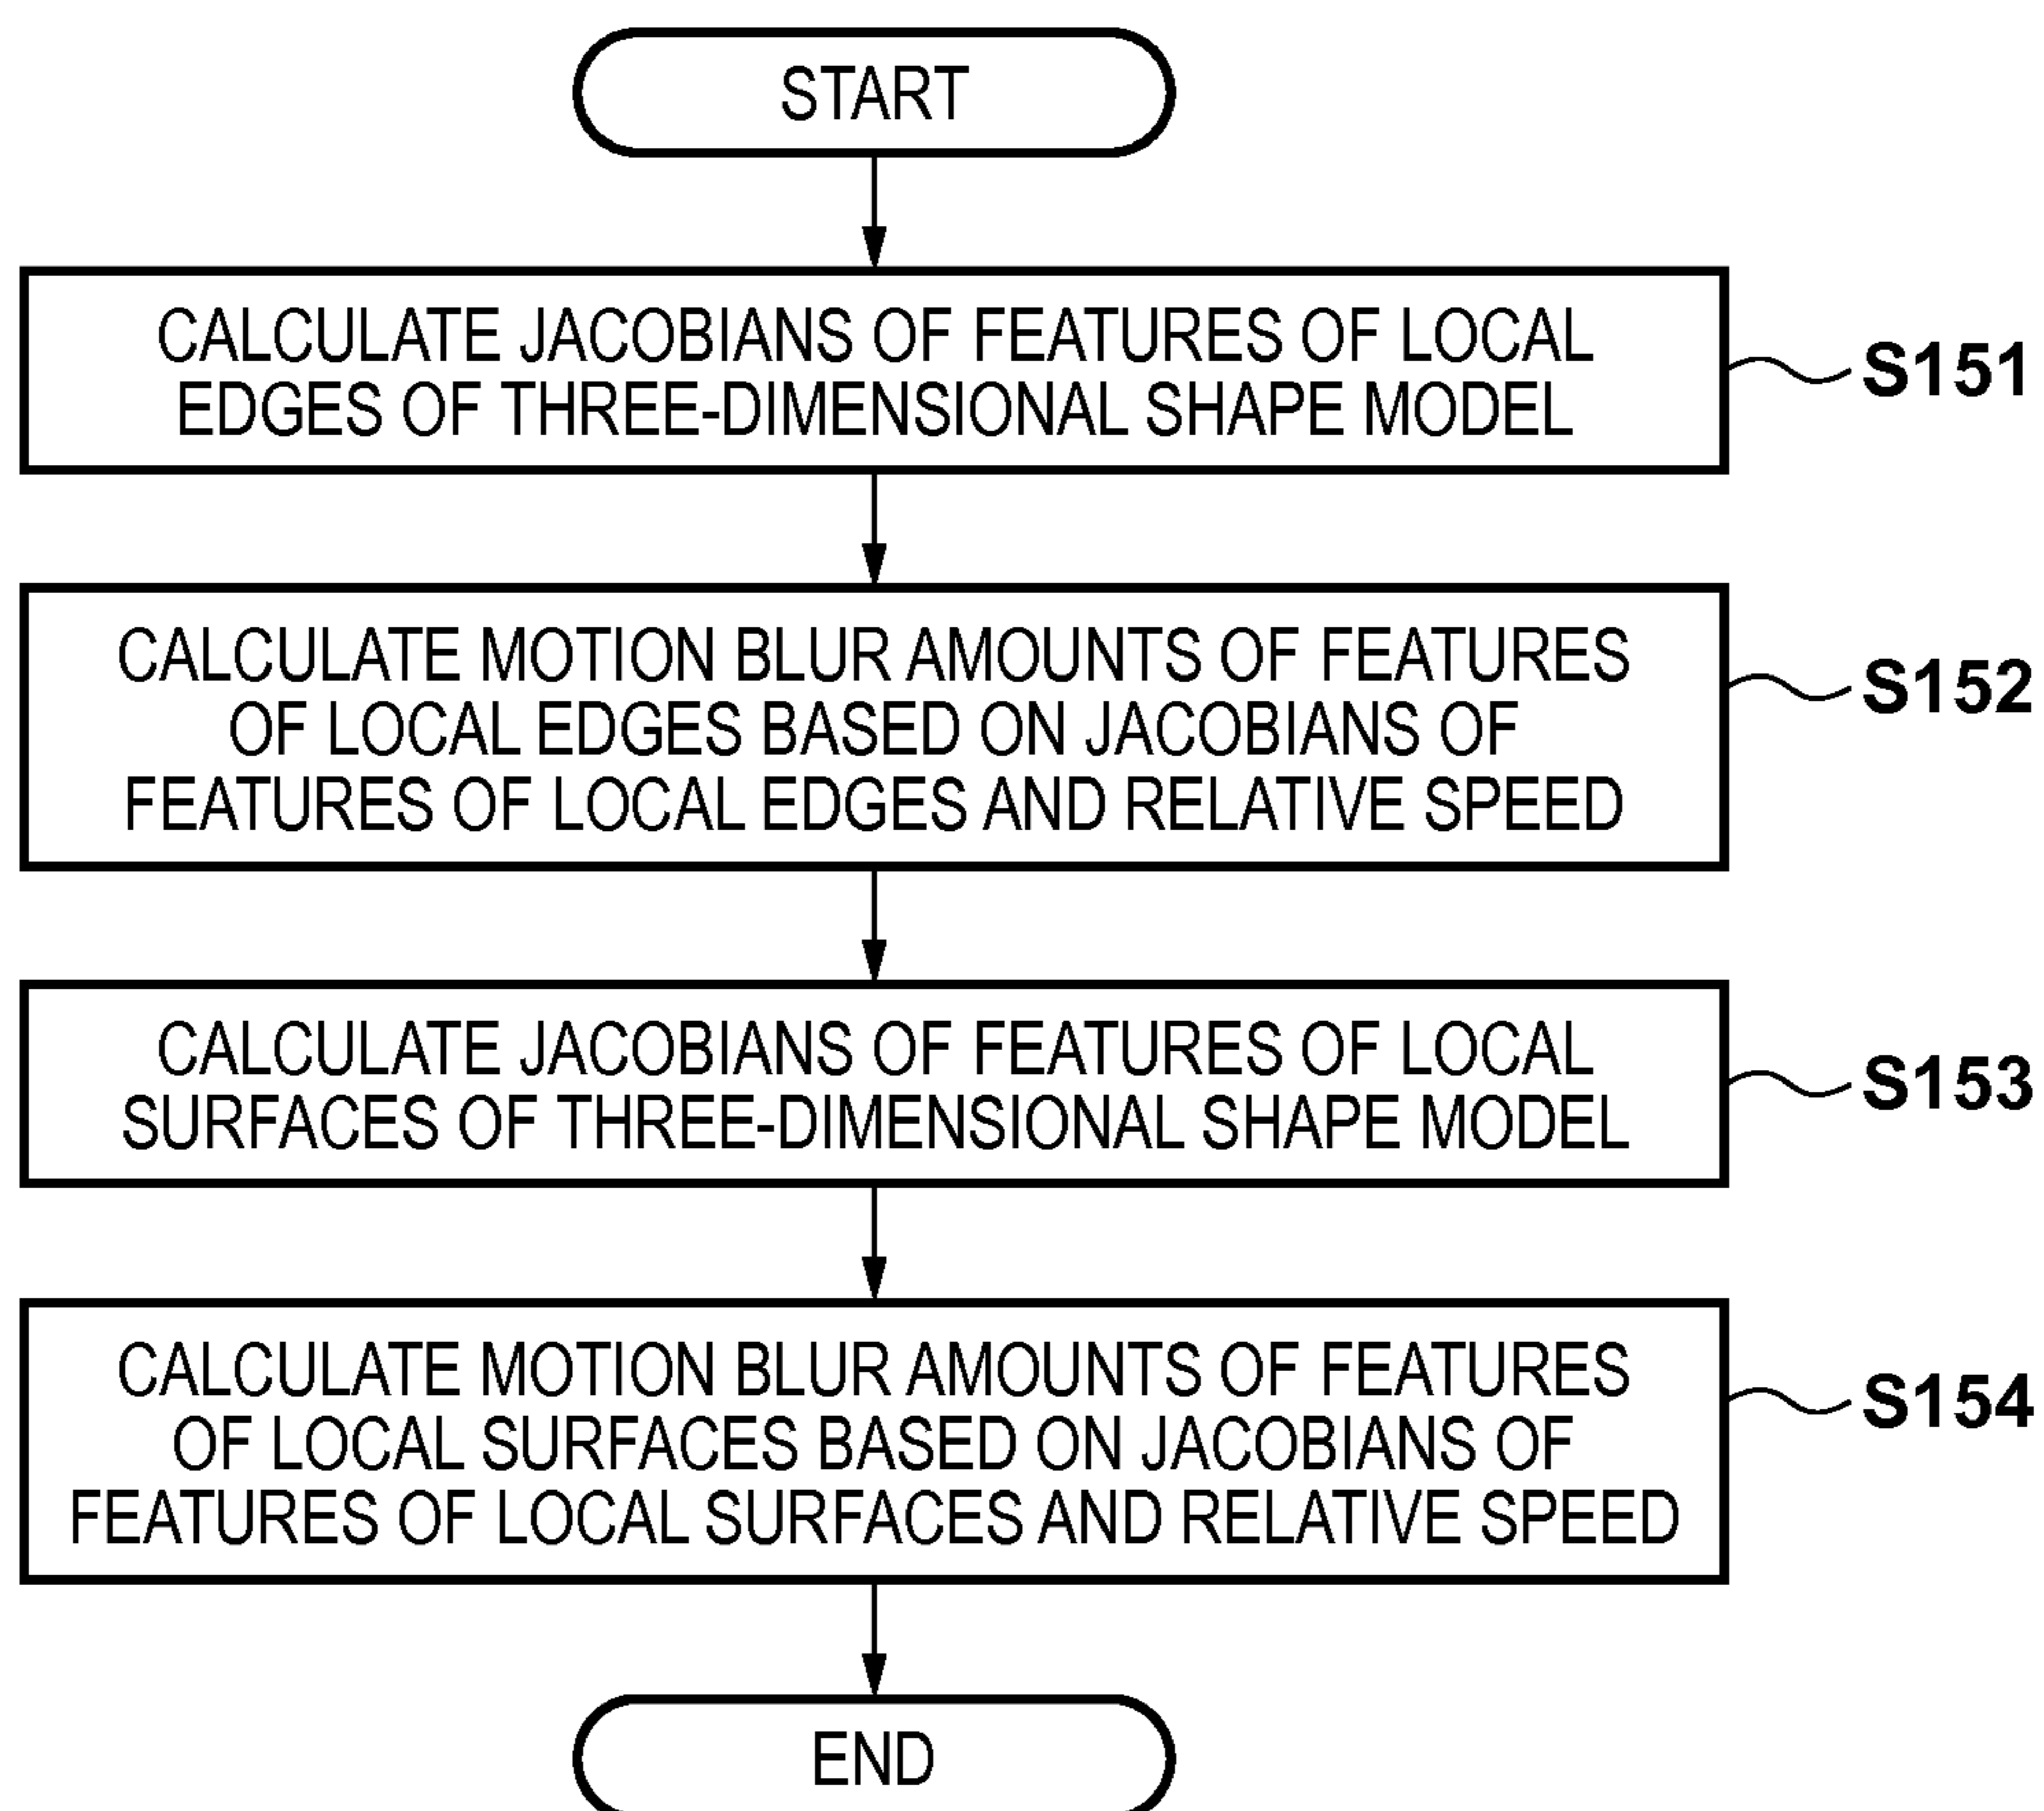 START
CALCULATE JACOBIANS OF FEATURES OF LOCAL
EDGES OF THREE-DIMENSIONAL SHAPE MODEL
S151
CALCULATE MOTION BLUR AMOUNTS OF FEATURES
OF LOCAL EDGES BASED ON JACOBIANS OF
FEATURES OF LOCAL EDGES AND RELATIVE SPEED
S152
CALCULATE JACOBIANS OF FEATURES OF LOCAL
SURFACES OF THREE-DIMENSIONAL SHAPE MODEL
S153
CALCULATE MOTION BLUR AMOUNTS OF FEATURES
OF LOCAL SURFACES BASED ON JACOBIANS OF
FEATURES OF LOCAL SURFACES AND RELATIVE SPEED
S154
END